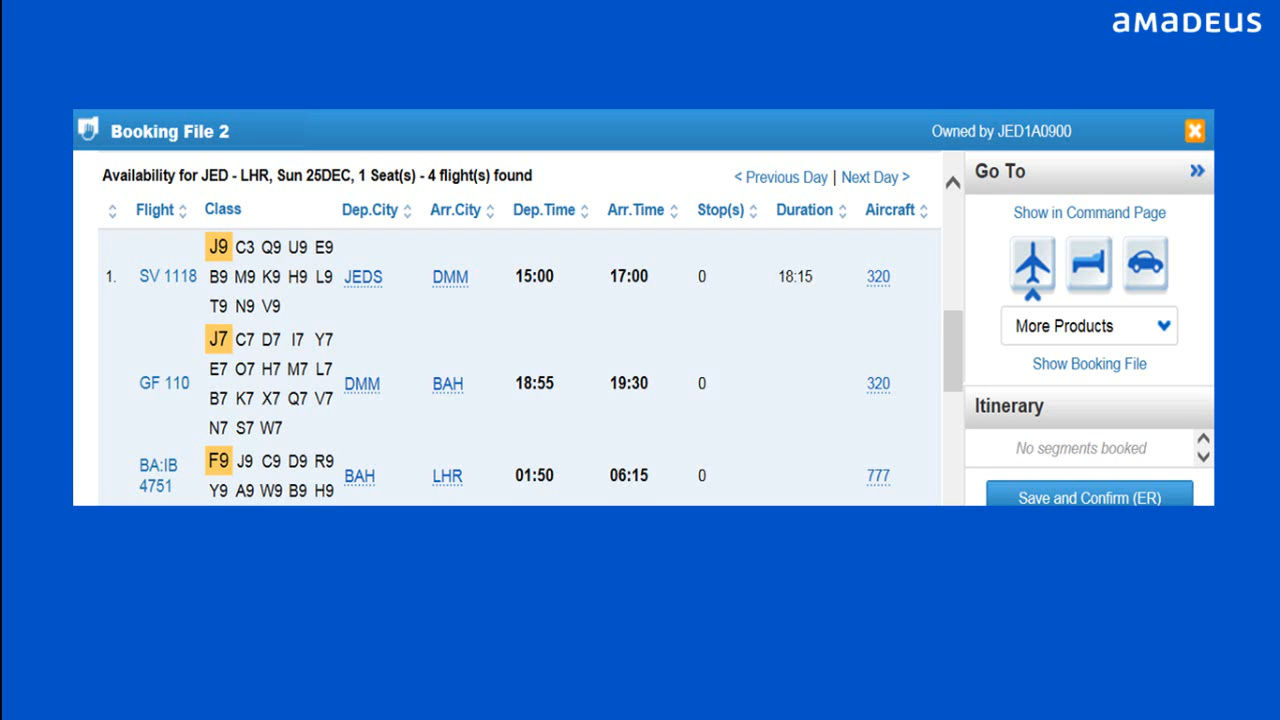 amadeus
Booking File 2
Owned by JED1A0900
Availability for JED - LHR, Sun 25DEC, 1 Seat(s) - 4 flight(s) found
< Previous Day | Next Day >
Flight Class Dep.City Arr.City Dep.Time Arr.Time Stop(s) Duration Aircraft
J9 C3 Q9 U9 E9
1. SV 1118 B9 M9 K9 H9 L9 JEDS DMM 15:00 17:00 0 18:15 320
T9 N9 V9
J7 C7 D7 I7 Y7
E7 O7 H7 M7 L7
GF 110 DMM BAH 18:55 19:30 0 320
B7 K7 X7 Q7 V7
N7 S7 W7
F9 J9 C9 D9 R9
BA:IB
4751 BAH LHR 01:50 06:15 0 777
Y9 A9 W9 B9 H9
Go To
Show in Command Page
More Products
Show Booking File
Itinerary
No segments booked
Save and Confirm (ER)